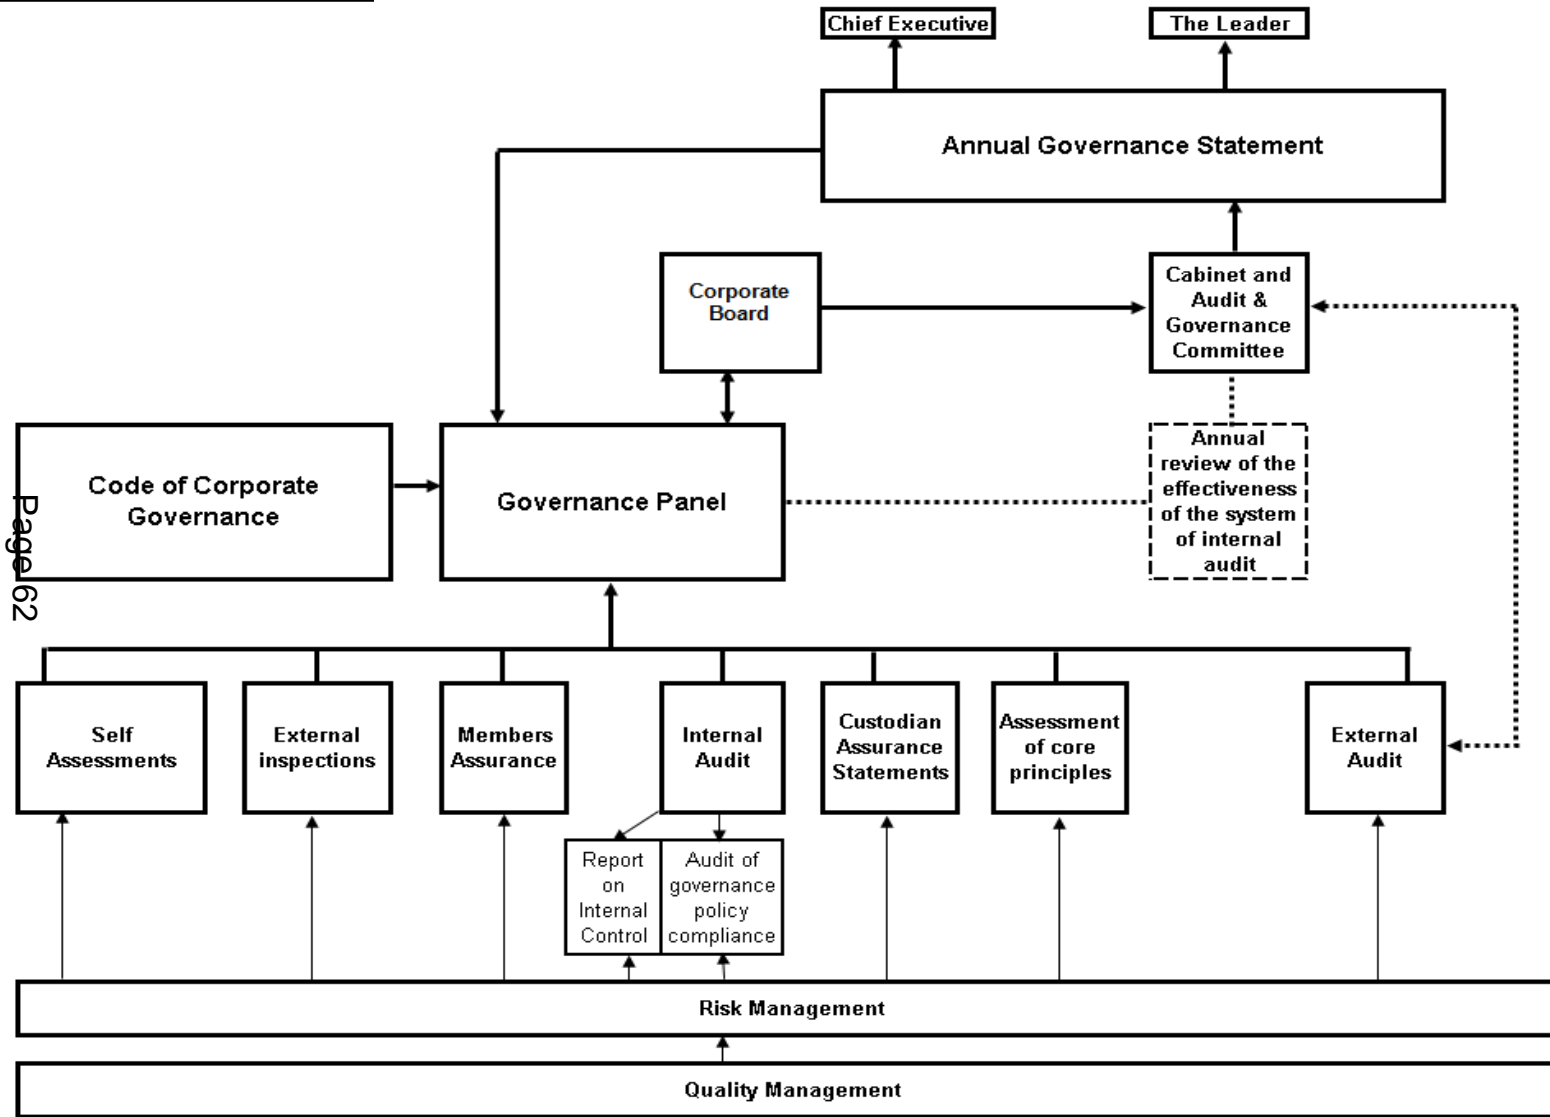 Chief Executive
The Leader
Annual Governance Statement
Corporate
Board
Cabinet and
Audit &
Governance
Committee
Code of Corporate
Governance
Governance Panel
Annual
review of the
effectiveness
of the system
of internal
audit
Page 62
Self
Assessments
External
inspections
Members
Assurance
Internal
Audit
Custodian
Assurance
Statements
Assessment
of core
principles
External
Audit
Report
on
Internal
Control
Audit of
governance
policy
compliance
Risk Management
Quality Management